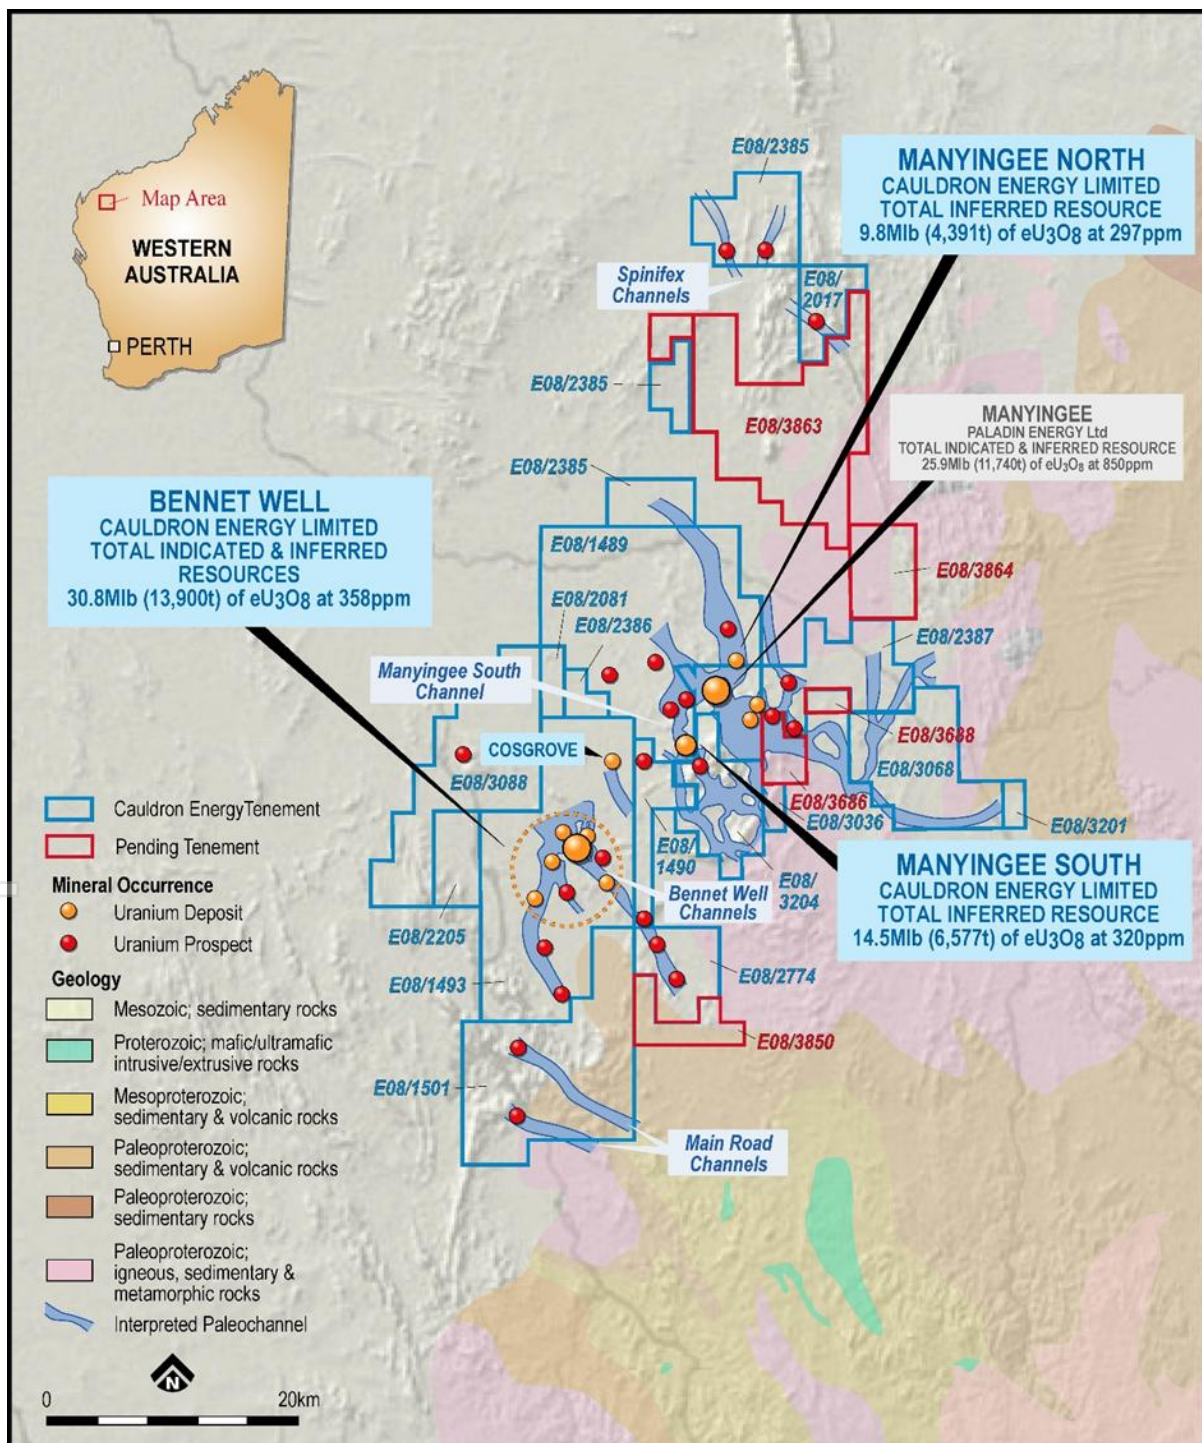 Map Area
WESTERN
AUSTRALIA
PERTH
E08/2385
MANYINGEE NORTH
CAULDRON ENERGY LIMITED
TOTAL INFERRED RESOURCE
9.8Mlb (4,391t) of eU3O8 at 297ppm
Spinifex
Channels
E08/
2017
E08/2385
E08/3863
MANYINGEE
PALADIN ENERGY Ltd
TOTAL INDICATED & INFERRED RESOURCE
25.9Mlb (11,740t) of eU3O8 at 850ppm
E08/2385
BENNET WELL
CAULDRON ENERGY LIMITED
TOTAL INDICATED & INFERRED
RESOURCES
30.8Mlb (13,900t) of eU3O8 at 358ppm
E08/1489
E08/3864
E08/2081
E08/2386
E08/2387
Manyingee South
Channel
COSGROVE
E08/3688
E08/3068
E08/3088
E08/3686
E08/3036
E08/3201
E08/
1490
E08/
3204
Bennet Well
Channels
MANYINGEE SOUTH
CAULDRON ENERGY LIMITED
TOTAL INFERRED RESOURCE
14.5Mlb (6,577t) of eU3O8 at 320ppm
E08/2205
E08/1493
E08/2774
E08/3850
E08/1501
Main Road
Channels
Cauldron EnergyTenement
Pending Tenement
Mineral Occurrence
Uranium Deposit
Uranium Prospect
Geology
Mesozoic; sedimentary rocks
Proterozoic; mafic/ultramafic
intrusive/extrusive rocks
Mesoproterozoic;
sedimentary & volcanic rocks
Paleoproterozoic;
sedimentary & volcanic rocks
Paleoproterozoic;
sedimentary rocks
Paleoproterozoic;
igneous, sedimentary &
metamorphic rocks
Interpreted Paleochannel
N
0 20km